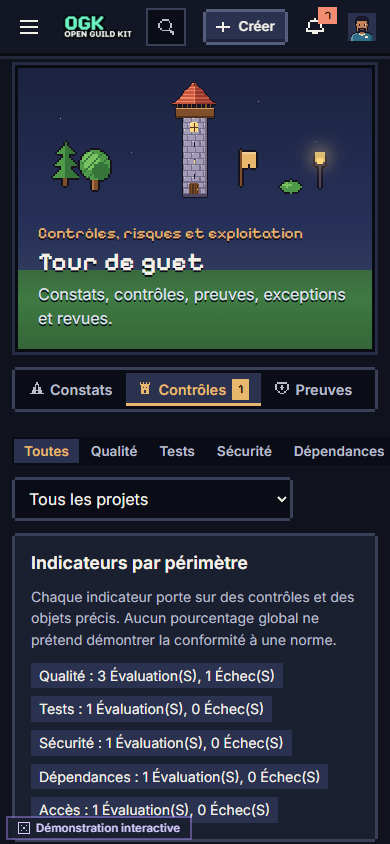 OGK
OPEN GUILD KIT
Créer
1
Contrôles, risques et exploitation
Tour de guet
Constats, contrôles, preuves, exceptions
et revues.
Constats
Contrôles 1
Preuves
Toutes
Qualité
Tests
Sécurité
Dépendances
Tous les projets
Indicateurs par périmètre
Chaque indicateur porte sur des contrôles et des
objets précis. Aucun pourcentage global ne
prétend démontrer la conformité à une norme.
Qualité : 3 Évaluation(S), 1 Échec(S)
Tests : 1 Évaluation(S), 0 Échec(S)
Sécurité : 1 Évaluation(S), 0 Échec(S)
Dépendances : 1 Évaluation(S), 0 Échec(S)
Accès : 1 Évaluation(S), 0 Échec(S)
Démonstration interactive